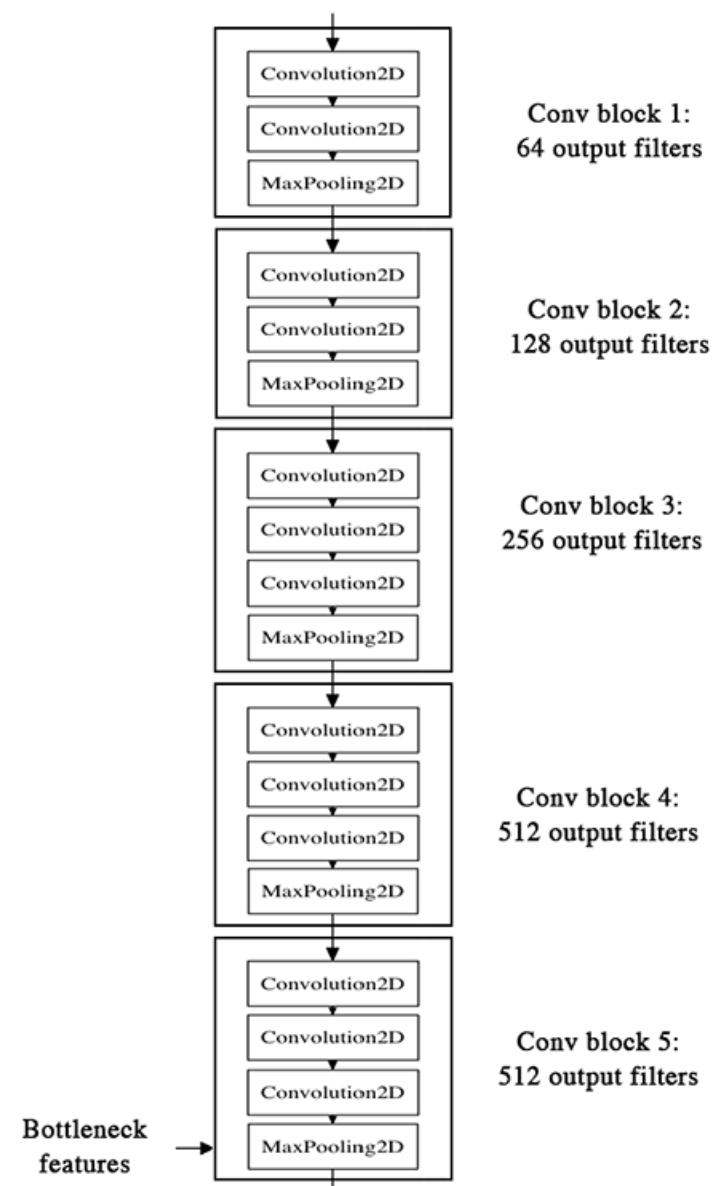 Convolution2D
Convolution2D
MaxPooling2D
Conv block 1:
64 output filters
Convolution2D
Convolution2D
MaxPooling2D
Conv block 2:
128 output filters
Convolution2D
Convolution2D
Convolution2D
MaxPooling2D
Conv block 3:
256 output filters
Convolution2D
Convolution2D
Convolution2D
MaxPooling2D
Conv block 4:
512 output filters
Convolution2D
Convolution2D
Convolution2D
MaxPooling2D
Conv block 5:
512 output filters
Bottleneck
features